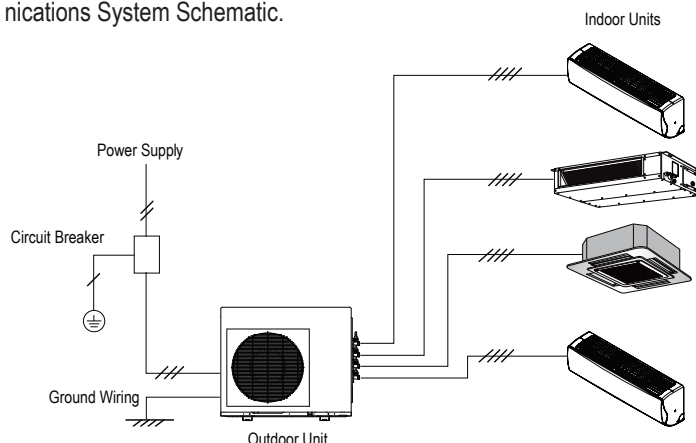 nications System Schematic.
Indoor Units
Power Supply
Circuit Breaker
Ground Wiring
Outdoor Unit